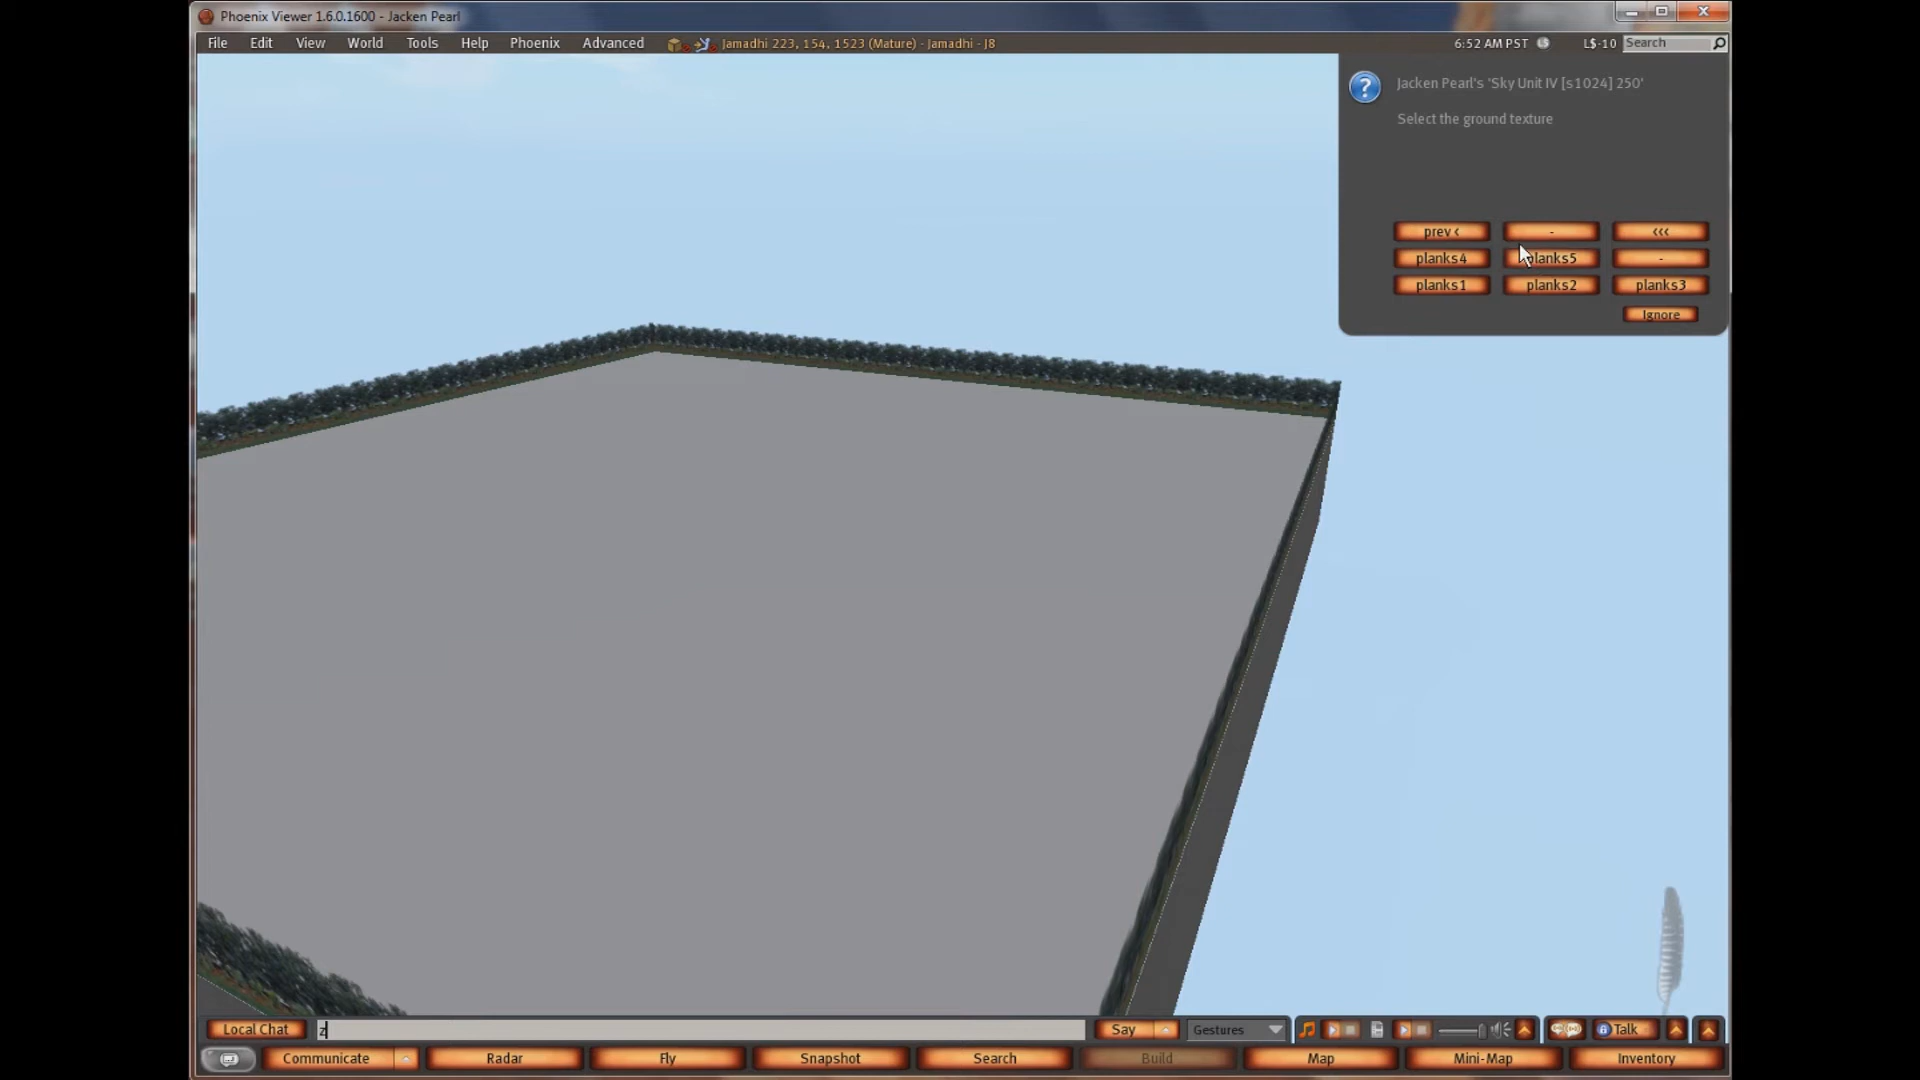 Phoenix Viewer 1.6.0.1600 - Jacken Pearl
File Edit View World Tools Help Phoenix Advanced Jamadhi 223, 154, 1523 (Mature) - Jamadhi - J8 6:52 AM PST L$-10 Search
Jacken Pearl's 'Sky Unit IV [s1024] 250'
Select the ground texture
prev < - <<<
planks4 planks5 -
planks1 planks2 planks3
Ignore
Local Chat z Say Gestures Talk
Communicate Radar Fly Snapshot Search Build Map Mini-Map Inventory